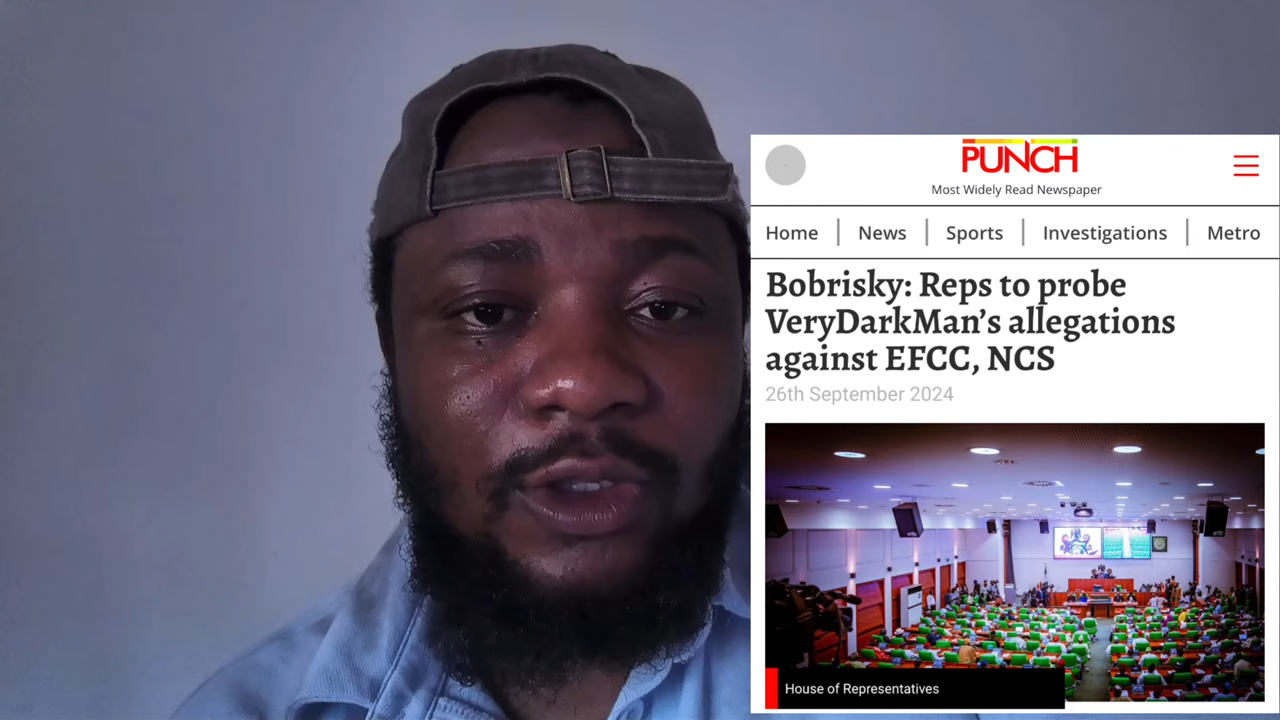 PUNCH
Most Widely Read Newspaper
Home | News | Sports | Investigations | Metro
Bobrisky: Reps to probe
VeryDarkMan’s allegations
against EFCC, NCS
26th September 2024
House of Representatives